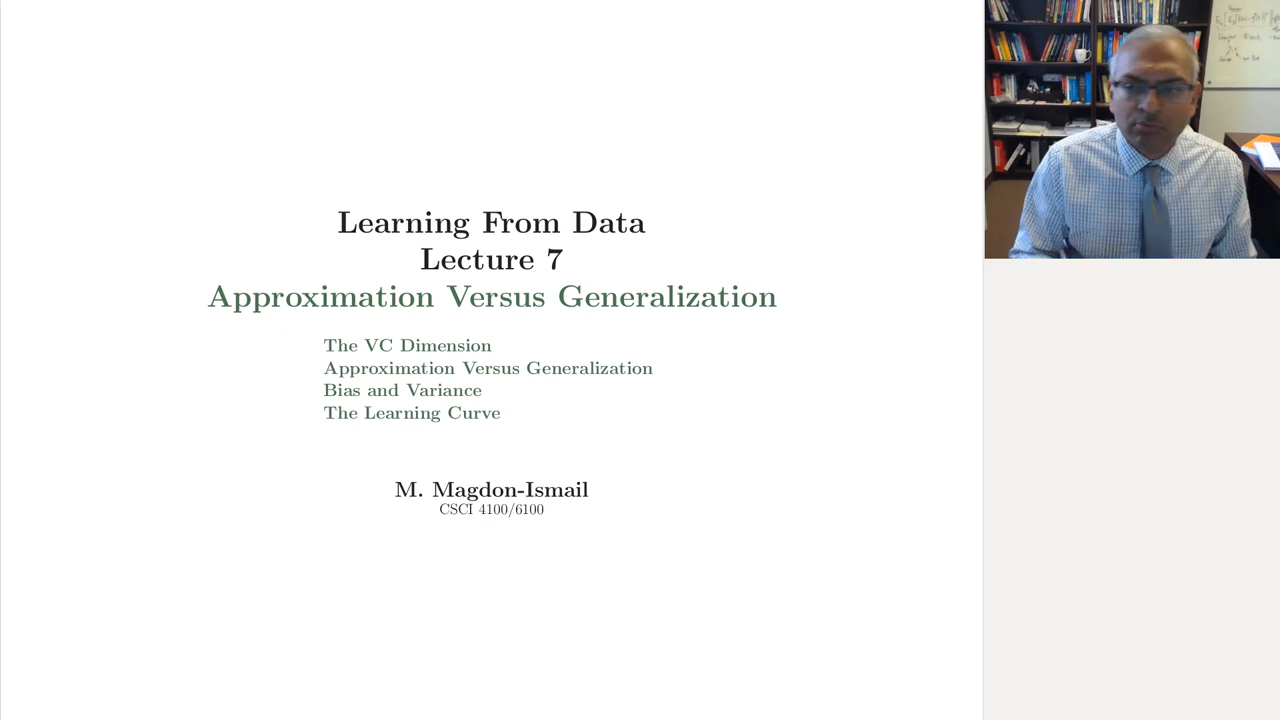 Learning From Data
Lecture 7
Approximation Versus Generalization
The VC Dimension
Approximation Versus Generalization
Bias and Variance
The Learning Curve
M. Magdon-Ismail
CSCI 4100/6100